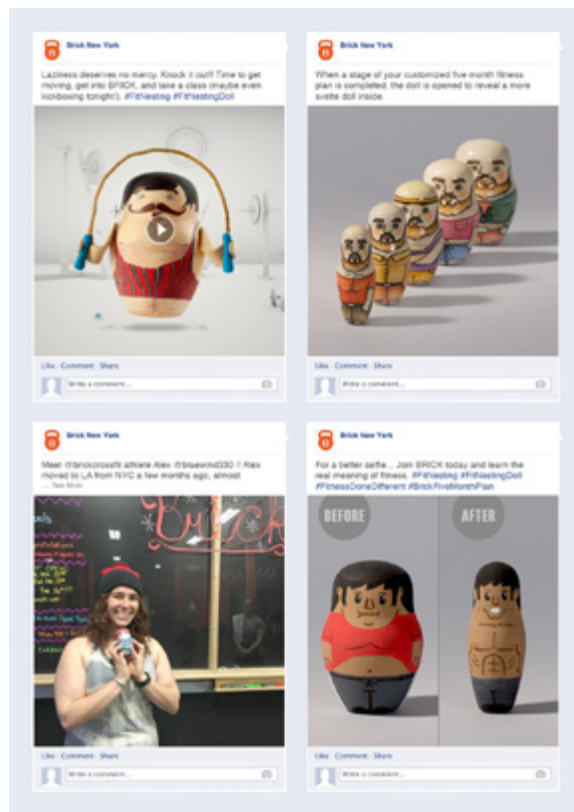 Brick New York
Laziness deserves no mercy. Knock it out!! Time to get
moving, get into BRICK, and take a class (maybe even
kickboxing tonight!). #FitNesting #FitNestingDoll
Like · Comment · Share
Write a comment...
Brick New York
When a stage of your customized five month fitness
plan is completed, the doll is opened to reveal a more
svelte doll inside.
Like · Comment · Share
Write a comment...
Brick New York
Meet @brickcrossfit athlete Alex @bluewind330 !! Alex
moved to LA from NYC a few months ago, almost
... See More
Brick
Like · Comment · Share
Write a comment...
Brick New York
For a better selfie... Join BRICK today and learn the
real meaning of fitness. #FitNesting #FitNestingDoll
#FitnessDoneDifferent #BrickFiveMonthPlan
BEFORE
AFTER
Like · Comment · Share
Write a comment...